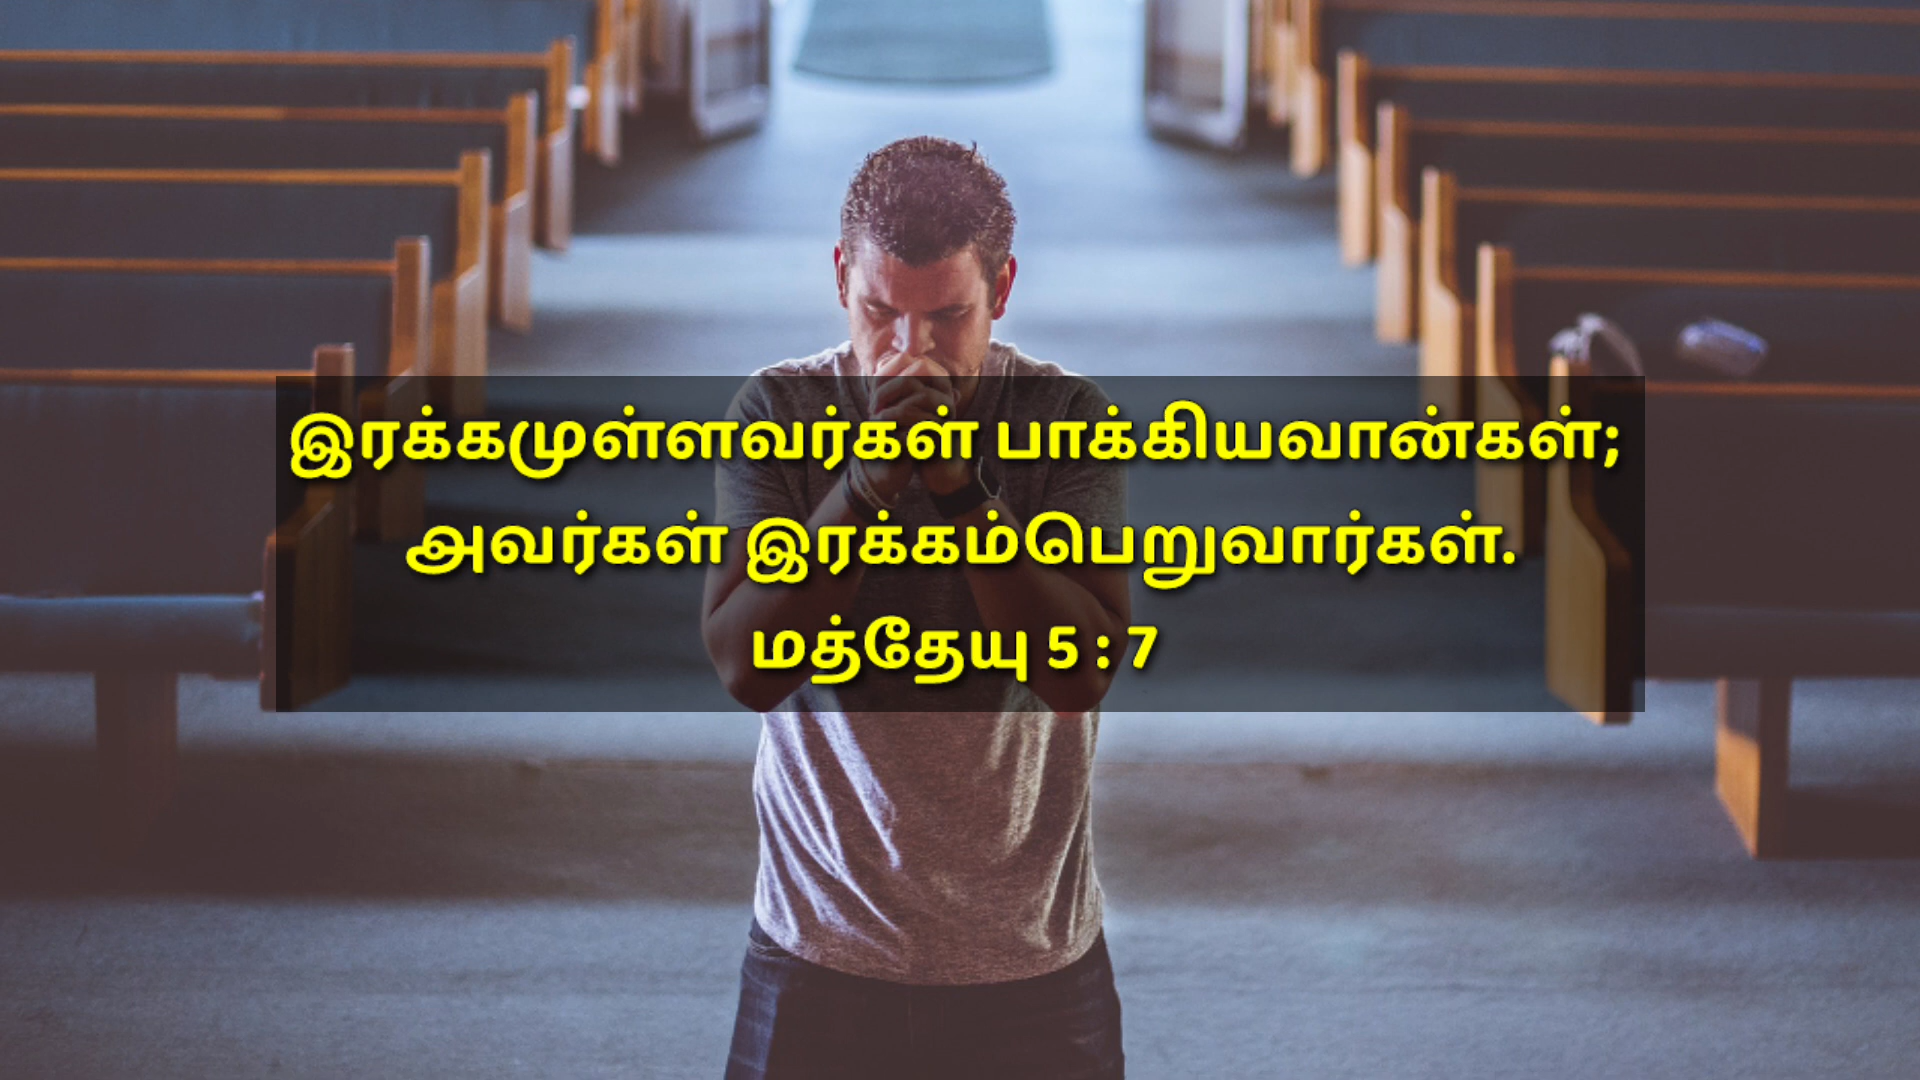 இரக்கமுள்ளவர்கள் பாக்கியவான்கள்;
அவர்கள் இரக்கம்பெறுவார்கள்.
மத்தேயு 5 : 7